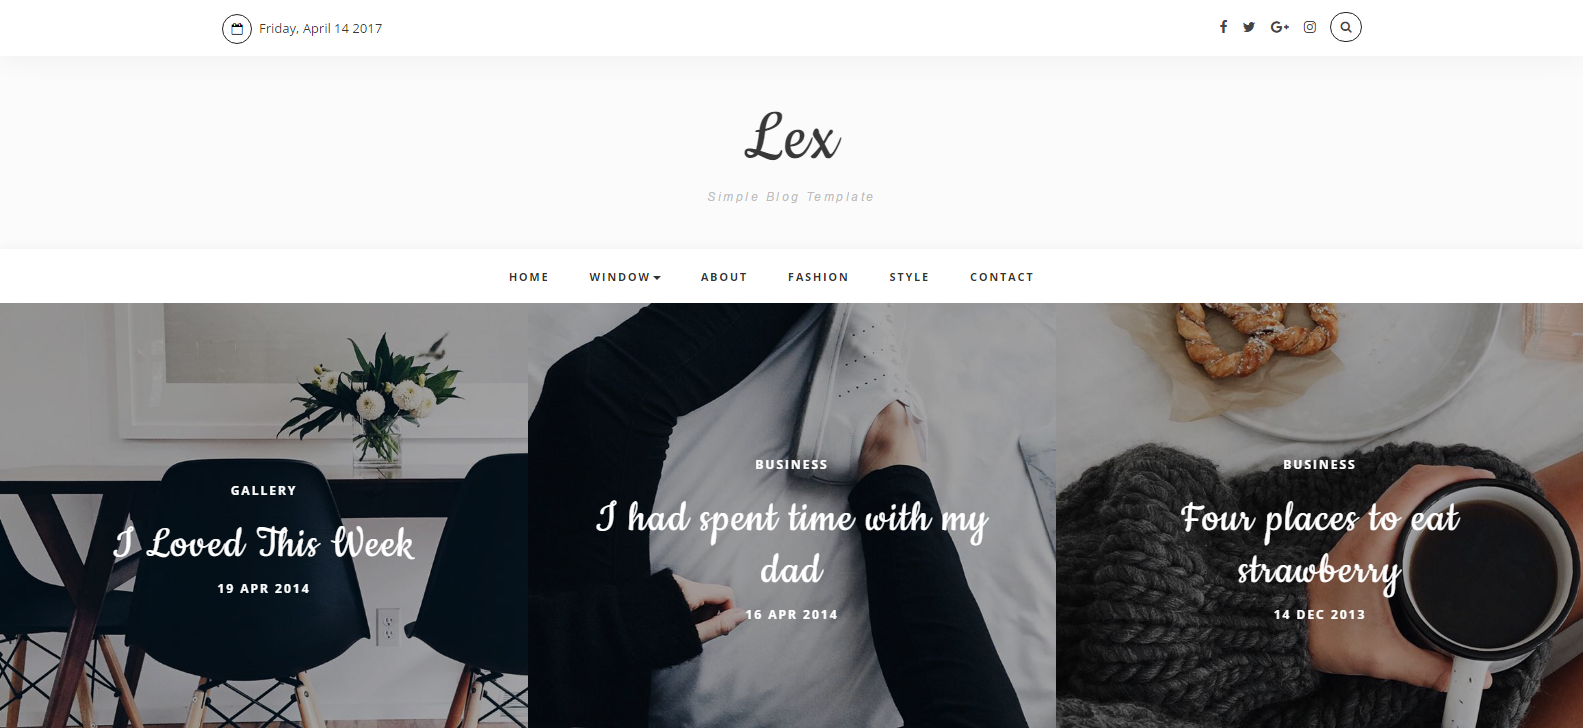 Friday, April 14 2017
Lex
Simple Blog Template
HOME WINDOW ABOUT FASHION STYLE CONTACT
GALLERY
I Loved This Week
19 APR 2014
BUSINESS
I had spent time with my
dad
16 APR 2014
BUSINESS
Four places to eat
strawberry
14 DEC 2013